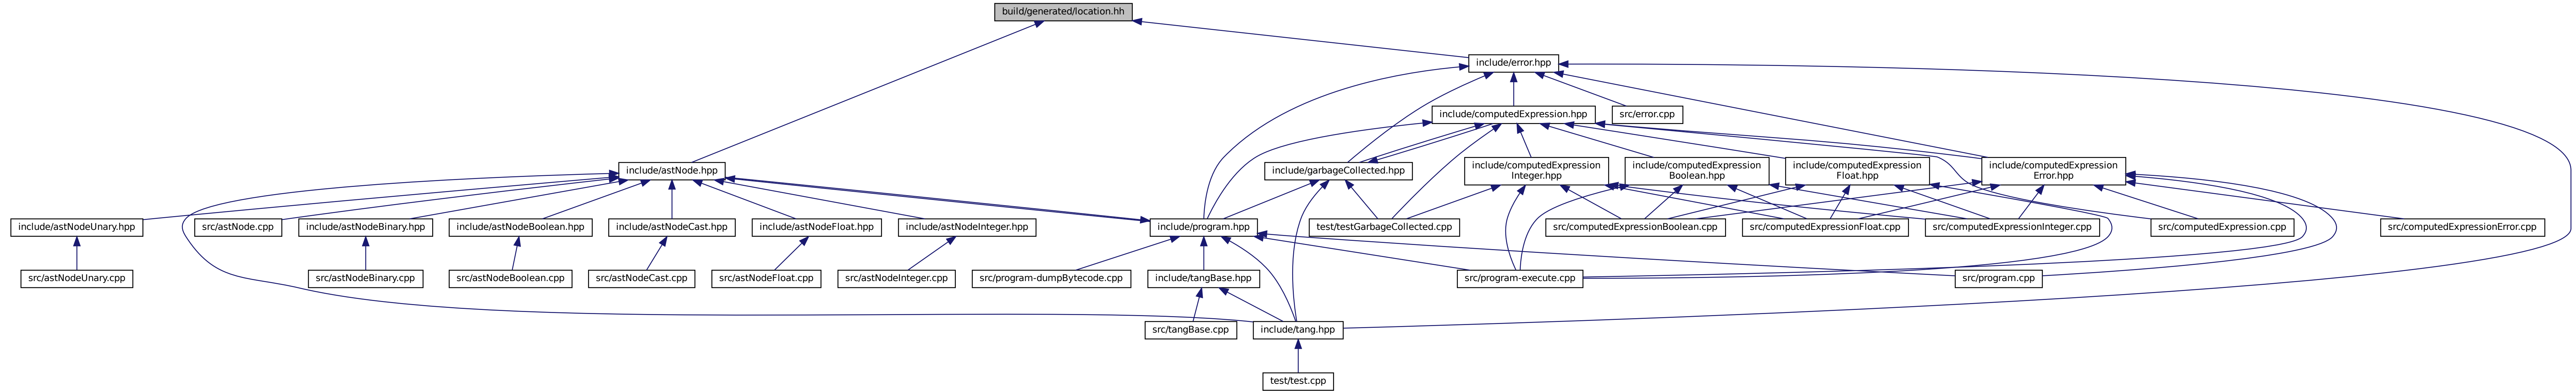 build/generated/location.hh
include/error.hpp
include/computedExpression.hpp
src/error.cpp
include/astNode.hpp
include/garbageCollected.hpp
include/computedExpression
Integer.hpp
include/computedExpression
Boolean.hpp
include/computedExpression
Float.hpp
include/computedExpression
Error.hpp
include/astNodeUnary.hpp
src/astNode.cpp
include/astNodeBinary.hpp
include/astNodeBoolean.hpp
include/astNodeCast.hpp
include/astNodeFloat.hpp
include/astNodeInteger.hpp
include/program.hpp
test/testGarbageCollected.cpp
src/computedExpressionBoolean.cpp
src/computedExpressionFloat.cpp
src/computedExpressionInteger.cpp
src/computedExpression.cpp
src/computedExpressionError.cpp
src/astNodeUnary.cpp
src/astNodeBinary.cpp
src/astNodeBoolean.cpp
src/astNodeCast.cpp
src/astNodeFloat.cpp
src/astNodeInteger.cpp
src/program-dumpBytecode.cpp
include/tangBase.hpp
src/program-execute.cpp
src/program.cpp
src/tangBase.cpp
include/tang.hpp
test/test.cpp